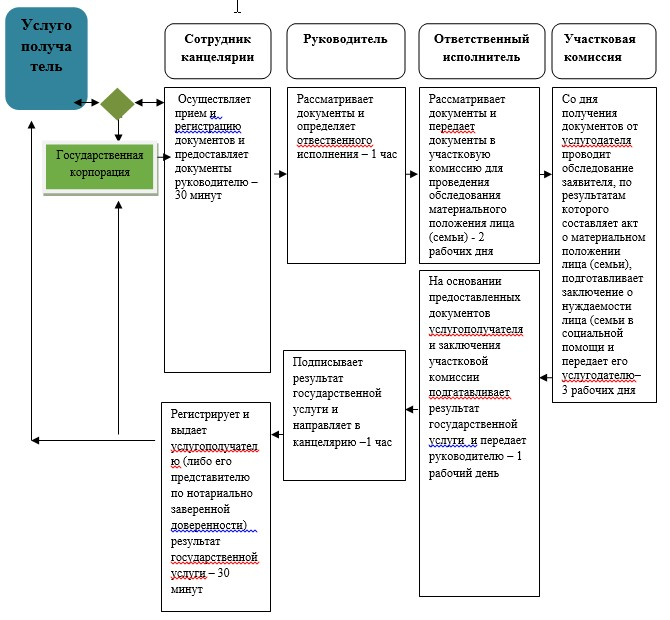 Услуго
получа
тель
Сотрудник
канцелярии
Руководитель
Ответственный
исполнитель
Участковая
комиссия
Государственная
корпорация
Осуществляет
прием и
регистрацию
документов и
предоставляет
документы
руководителю –
30 минут
Рассматривает
документы и
определяет
отвественого
исполнения – 1 час
Рассматривает
документы и
передает
документы в
участковую
комиссию для
проведения
обследования
материального
положения лица
(семьи) - 2
рабочих дня
Со дня
получения
документов от
услугодателя
проводит
обследование
заявителя, по
результатам
которого
составляет акт
о материальном
положении
лица (семьи),
подготавливает
заключение о
нуждаемости
лица (семьи в
социальной
помощи и
передает его
услугодателю–
3 рабочих дня
На основании
предоставленных
документов
услугополучателя
и заключения
участковой
комиссии
подгатавливает
результат
государственной
услуги и передает
руководителю – 1
рабочий день
Подписывает
результат
государственной
услуги и
направляет в
канцелярию –1
час
Регистрирует и
выдает
услугополучател
ю (либо его
представителю
по нотариально
заверенной
доверенности)
результат
государственной
услуги – 30
минут